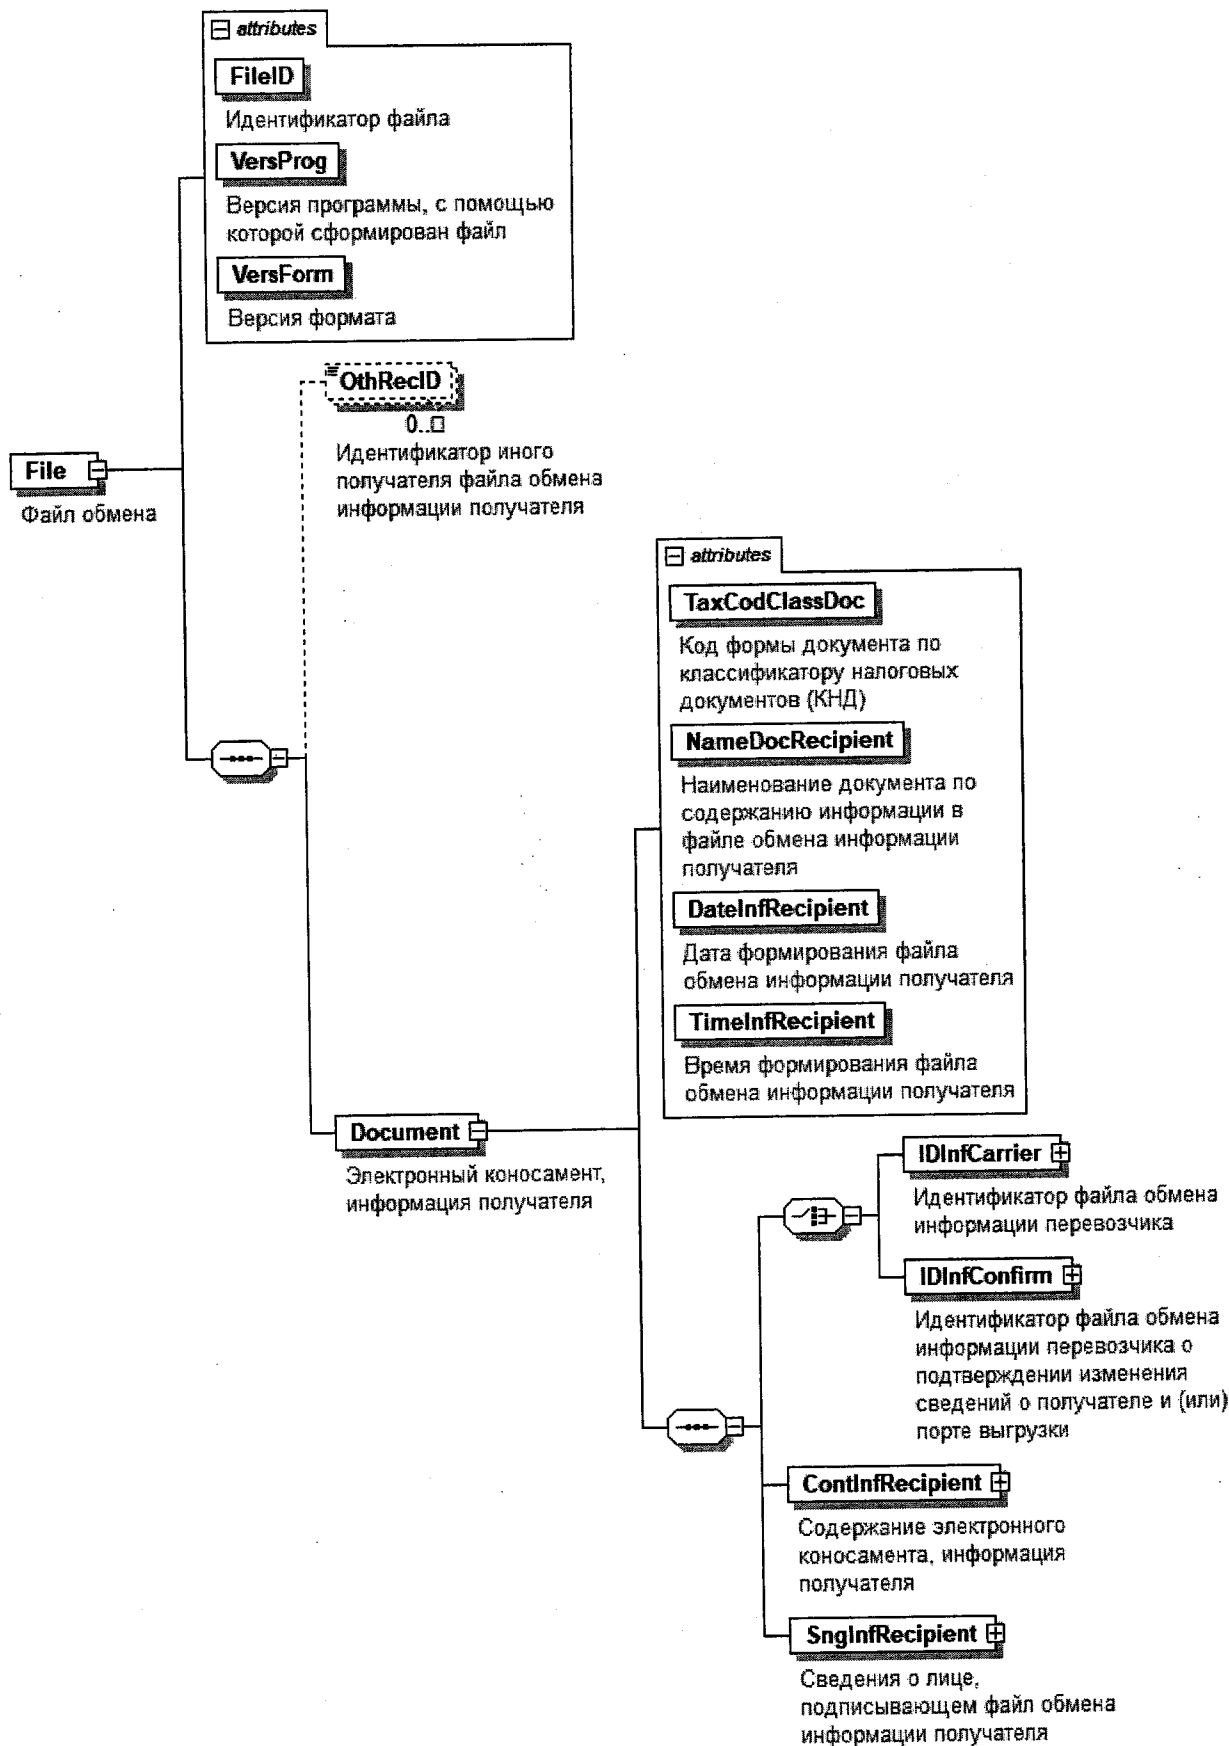 attributes
FileID
Идентификатор файла
VersProg
Версия программы, с помощью
которой сформирован файл
VersForm
Версия формата
OthRecID
0..□
Идентификатор иного
получателя файла обмена
информации получателя
File
Файл обмена
attributes
TaxCodClassDoc
Код формы документа по
классификатору налоговых
документов (КНД)
NameDocRecipient
Наименование документа по
содержанию информации в
файле обмена информации
получателя
DateInfRecipient
Дата формирования файла
обмена информации получателя
TimeInfRecipient
Время формирования файла
обмена информации получателя
Document
Электронный коносамент,
информация получателя
IDInfCarrier
Идентификатор файла обмена
информации перевозчика
IDInfConfirm
Идентификатор файла обмена
информации перевозчика о
подтверждении изменения
сведений о получателе и (или)
порте выгрузки
ContInfRecipient
Содержание электронного
коносамента, информация
получателя
SngInfRecipient
Сведения о лице,
подписывающем файл обмена
информации получателя